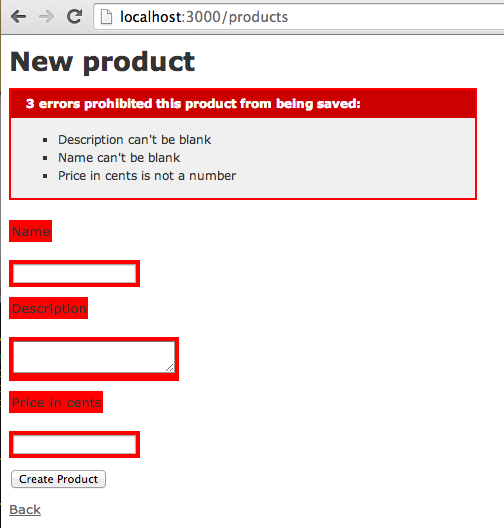 localhost:3000/products
New product
3 errors prohibited this product from being saved:
Description can't be blank
Name can't be blank
Price in cents is not a number
Name
Description
Price in cents
Create Product
Back